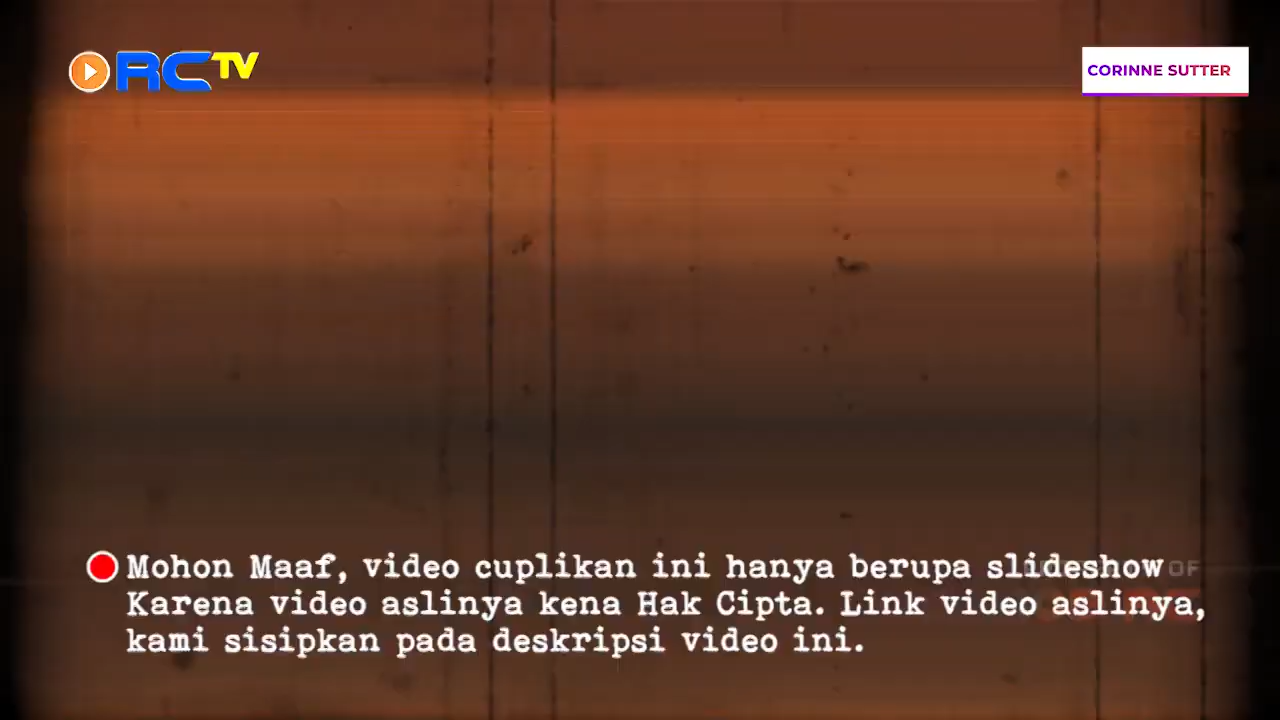 RCTV
CORINNE SUTTER
Mohon Maaf, video cuplikan ini hanya berupa slideshow
OF
Karena video aslinya kena Hak Cipta. Link video aslinya,
kami sisipkan pada deskripsi video ini.